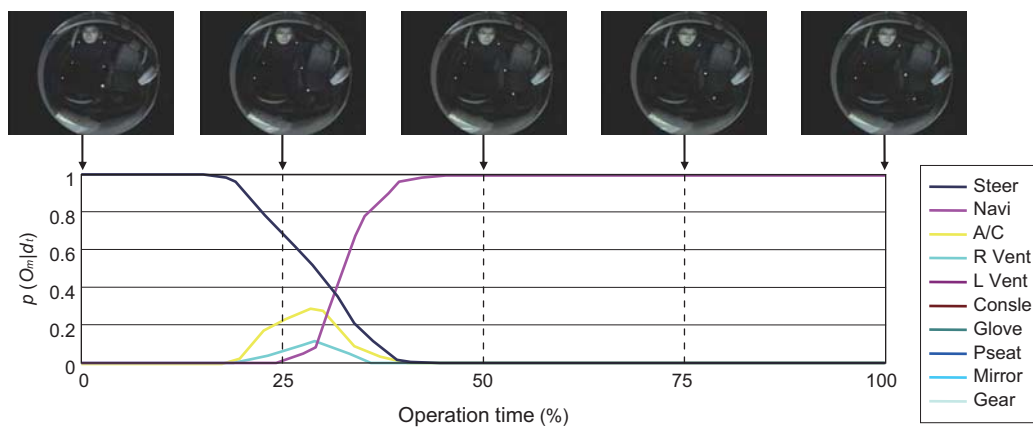 1
0.8
0.6
0.4
0.2
0
p (Om|dt)
0 25 50 75 100
Operation time (%)
Steer
Navi
A/C
R Vent
L Vent
Consle
Glove
Pseat
Mirror
Gear